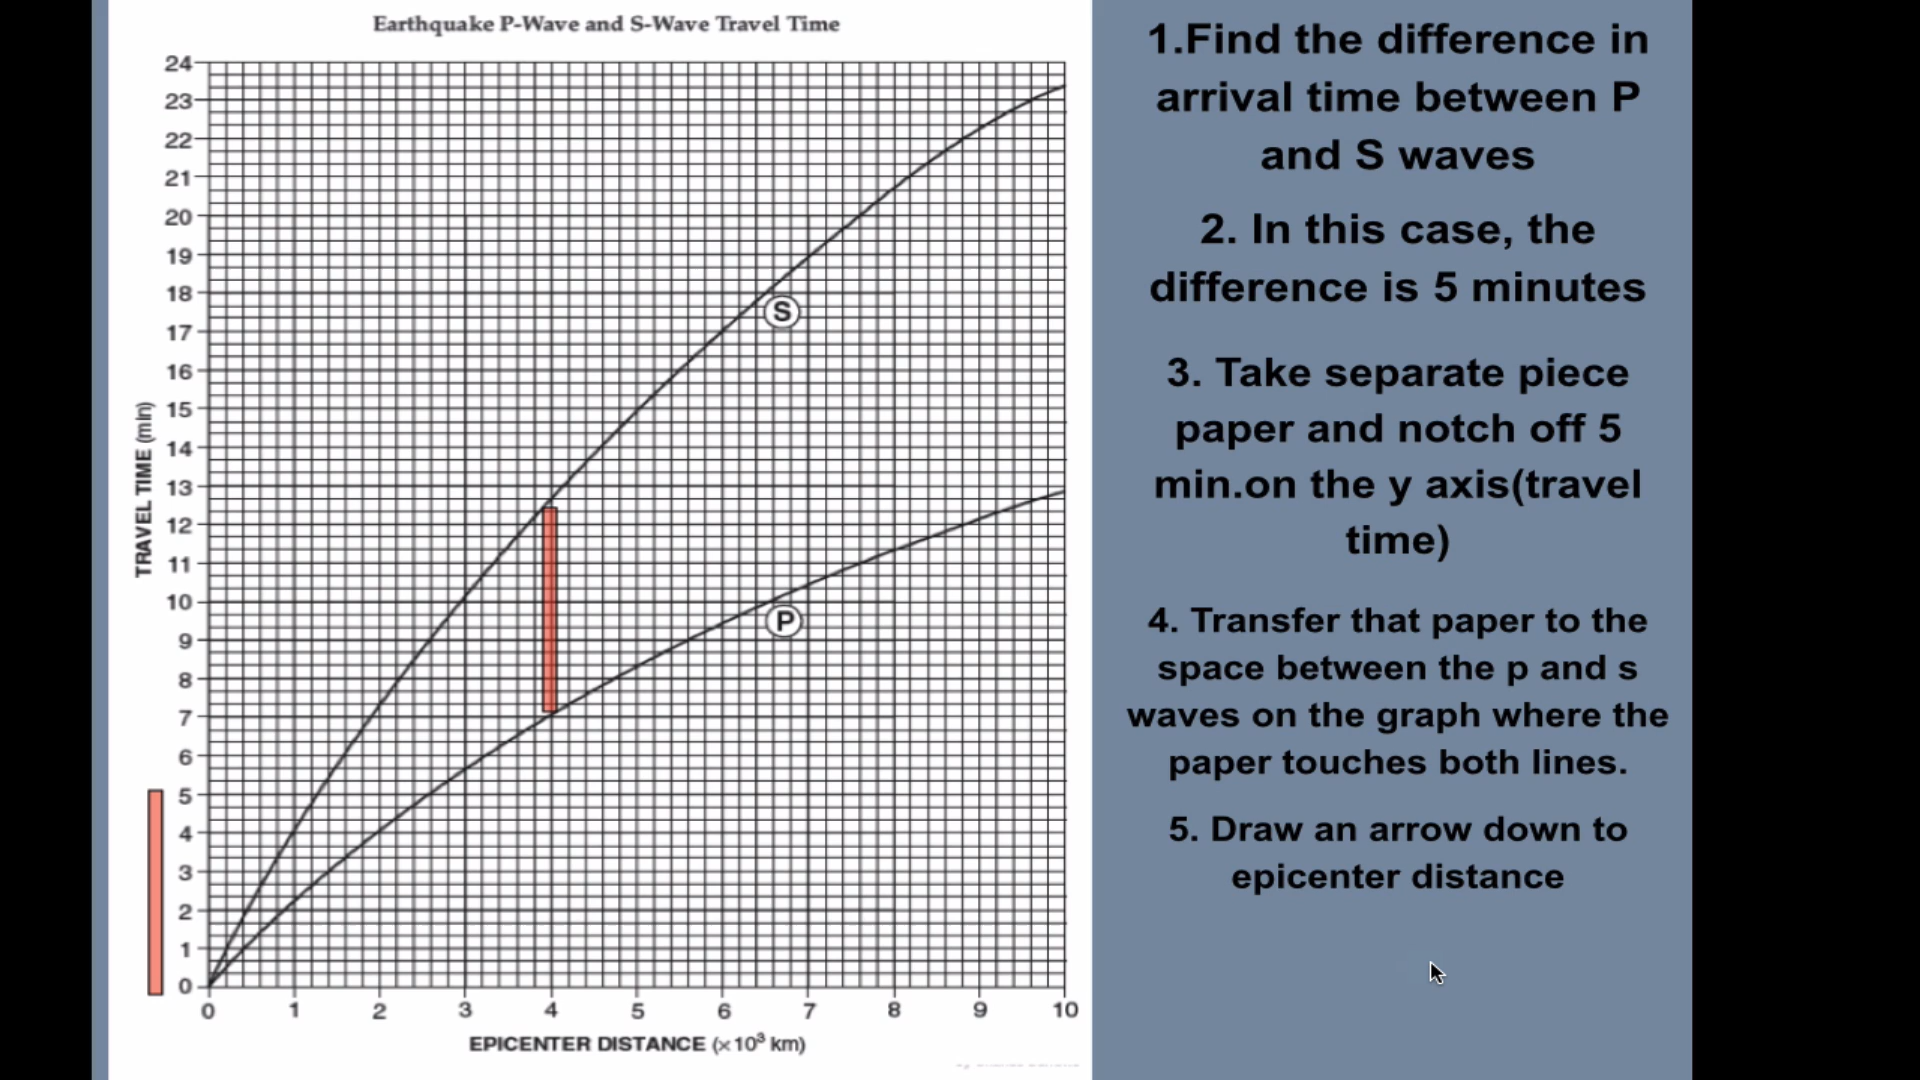 Earthquake P-Wave and S-Wave Travel Time
24
23
22
21
20
19
18
17
16
15
14
13
12
11
10
9
8
7
6
5
4
3
2
1
0
TRAVEL TIME (min)
S
P
0 1 2 3 4 5 6 7 8 9 10
EPICENTER DISTANCE (×10³ km)
1.Find the difference in
arrival time between P
and S waves
2. In this case, the
difference is 5 minutes
3. Take separate piece
paper and notch off 5
min.on the y axis(travel
time)
4. Transfer that paper to the
space between the p and s
waves on the graph where the
paper touches both lines.
5. Draw an arrow down to
epicenter distance